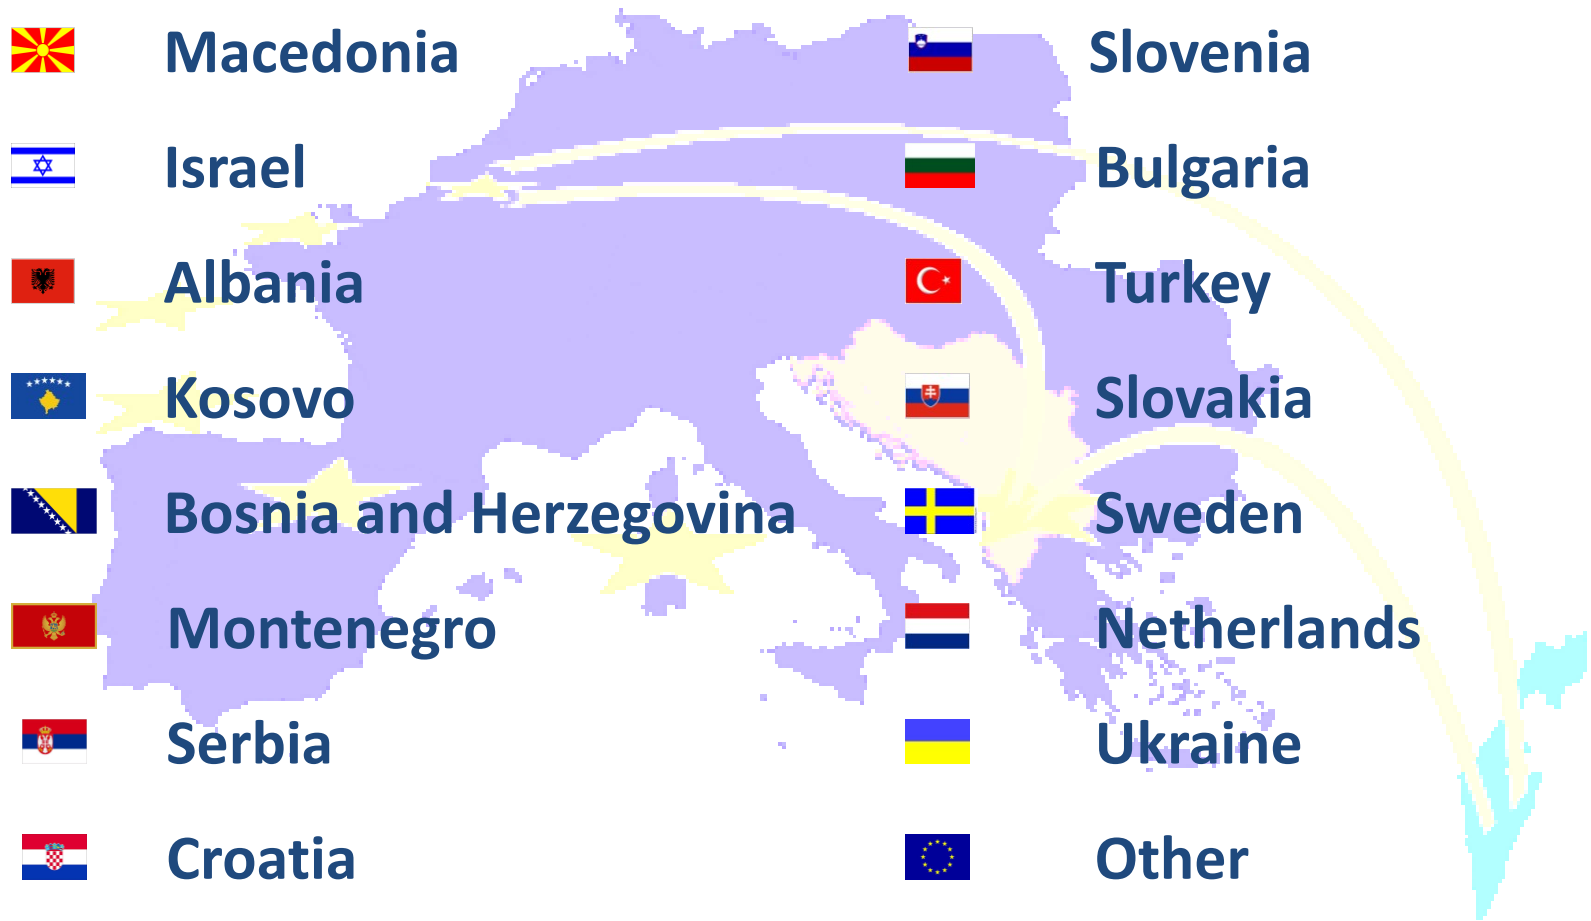 Macedonia
Israel
Albania
Kosovo
Bosnia and Herzegovina
Montenegro
Serbia
Croatia
Slovenia
Bulgaria
Turkey
Slovakia
Sweden
Netherlands
Ukraine
Other